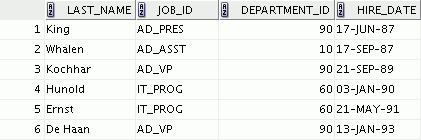 LAST_NAME JOB_ID DEPARTMENT_ID HIRE_DATE
1 King AD_PRES 90 17-JUN-87
2 Whalen AD_ASST 10 17-SEP-87
3 Kochhar AD_VP 90 21-SEP-89
4 Hunold IT_PROG 60 03-JAN-90
5 Ernst IT_PROG 60 21-MAY-91
6 De Haan AD_VP 90 13-JAN-93